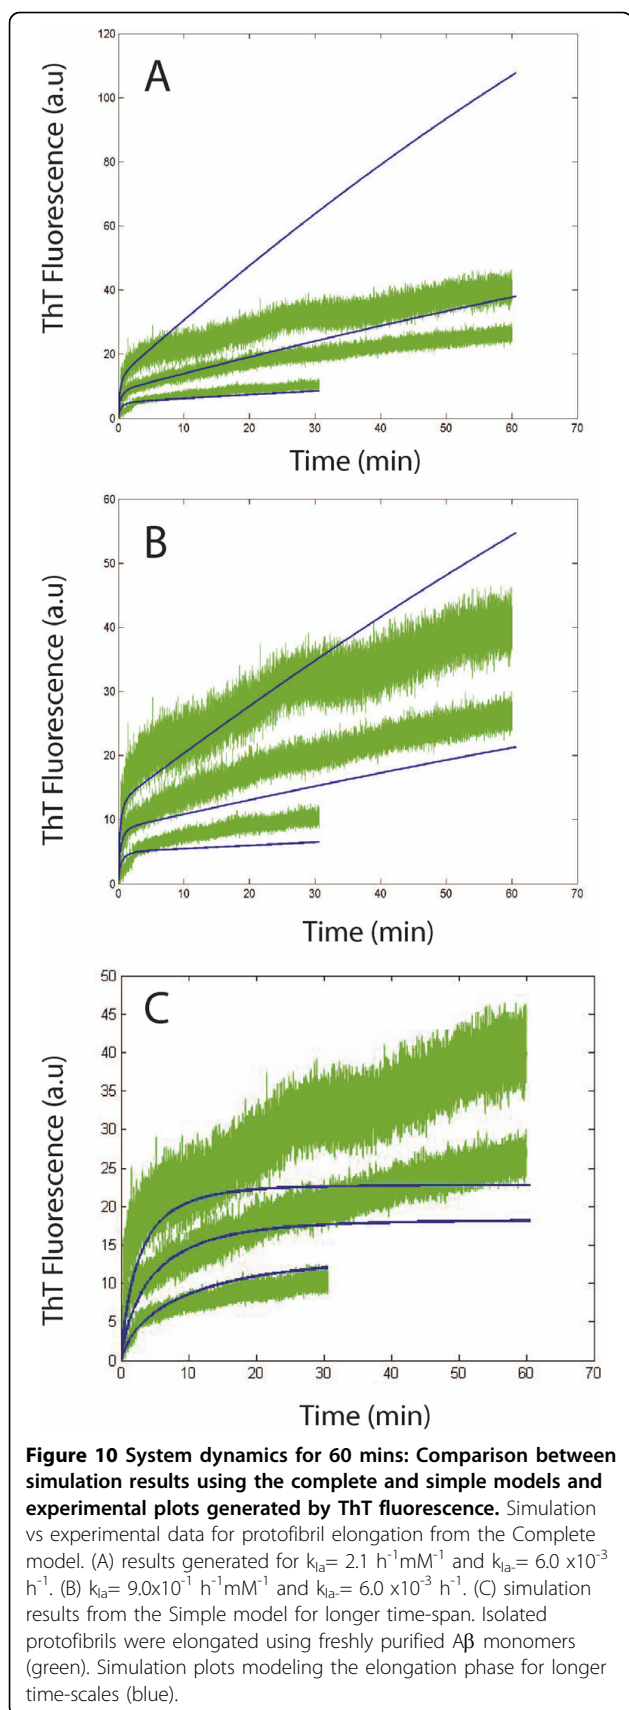 A
ThT Fluorescence (a.u)
120
100
80
60
40
20
0
0 10 20 30 40 50 60 70
Time (min)
B
ThT Fluorescence (a.u)
60
50
40
30
20
10
0
0 10 20 30 40 50 60 70
Time (min)
C
ThT Fluorescence (a.u)
50
45
40
35
30
25
20
15
10
5
0
0 10 20 30 40 50 60 70
Time (min)
Figure 10 System dynamics for 60 mins: Comparison between
simulation results using the complete and simple models and
experimental plots generated by ThT fluorescence. Simulation
vs experimental data for protofibril elongation from the Complete
model. (A) results generated for kIa= 2.1 h-1mM-1 and kIa-= 6.0 x10-3
h-1. (B) kIa= 9.0x10-1 h-1mM-1 and kIa-= 6.0 x10-3 h-1. (C) simulation
results from the Simple model for longer time-span. Isolated
protofibrils were elongated using freshly purified Aβ monomers
(green). Simulation plots modeling the elongation phase for longer
time-scales (blue).